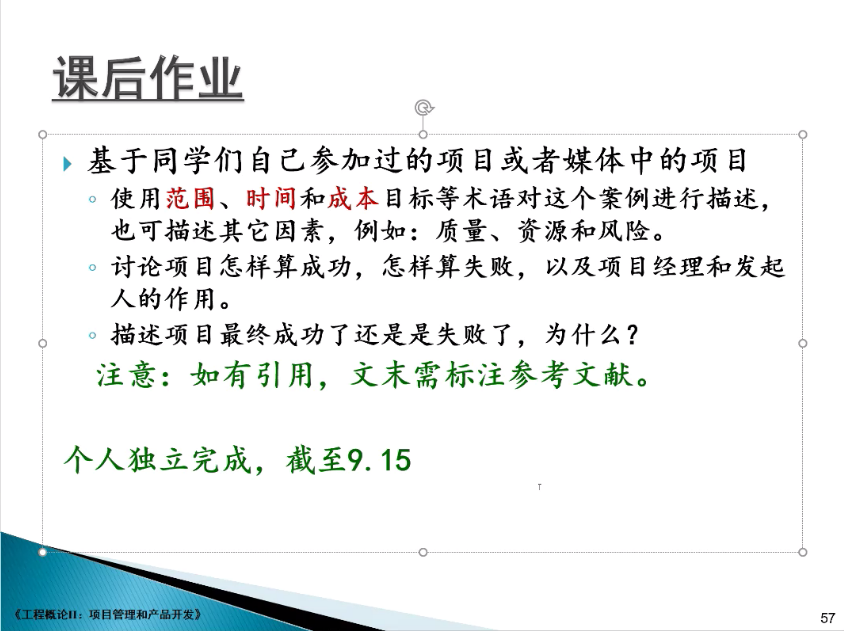 课后作业
基于同学们自己参加过的项目或者媒体中的项目
使用范围、时间和成本目标等术语对这个案例进行描述，
也可描述其它因素，例如：质量、资源和风险。
讨论项目怎样算成功，怎样算失败，以及项目经理和发起
人的作用。
描述项目最终成功了还是是失败了，为什么？
注意：如有引用，文末需标注参考文献。
个人独立完成，截至9.15
《工程概论II：项目管理和产品开发》
57